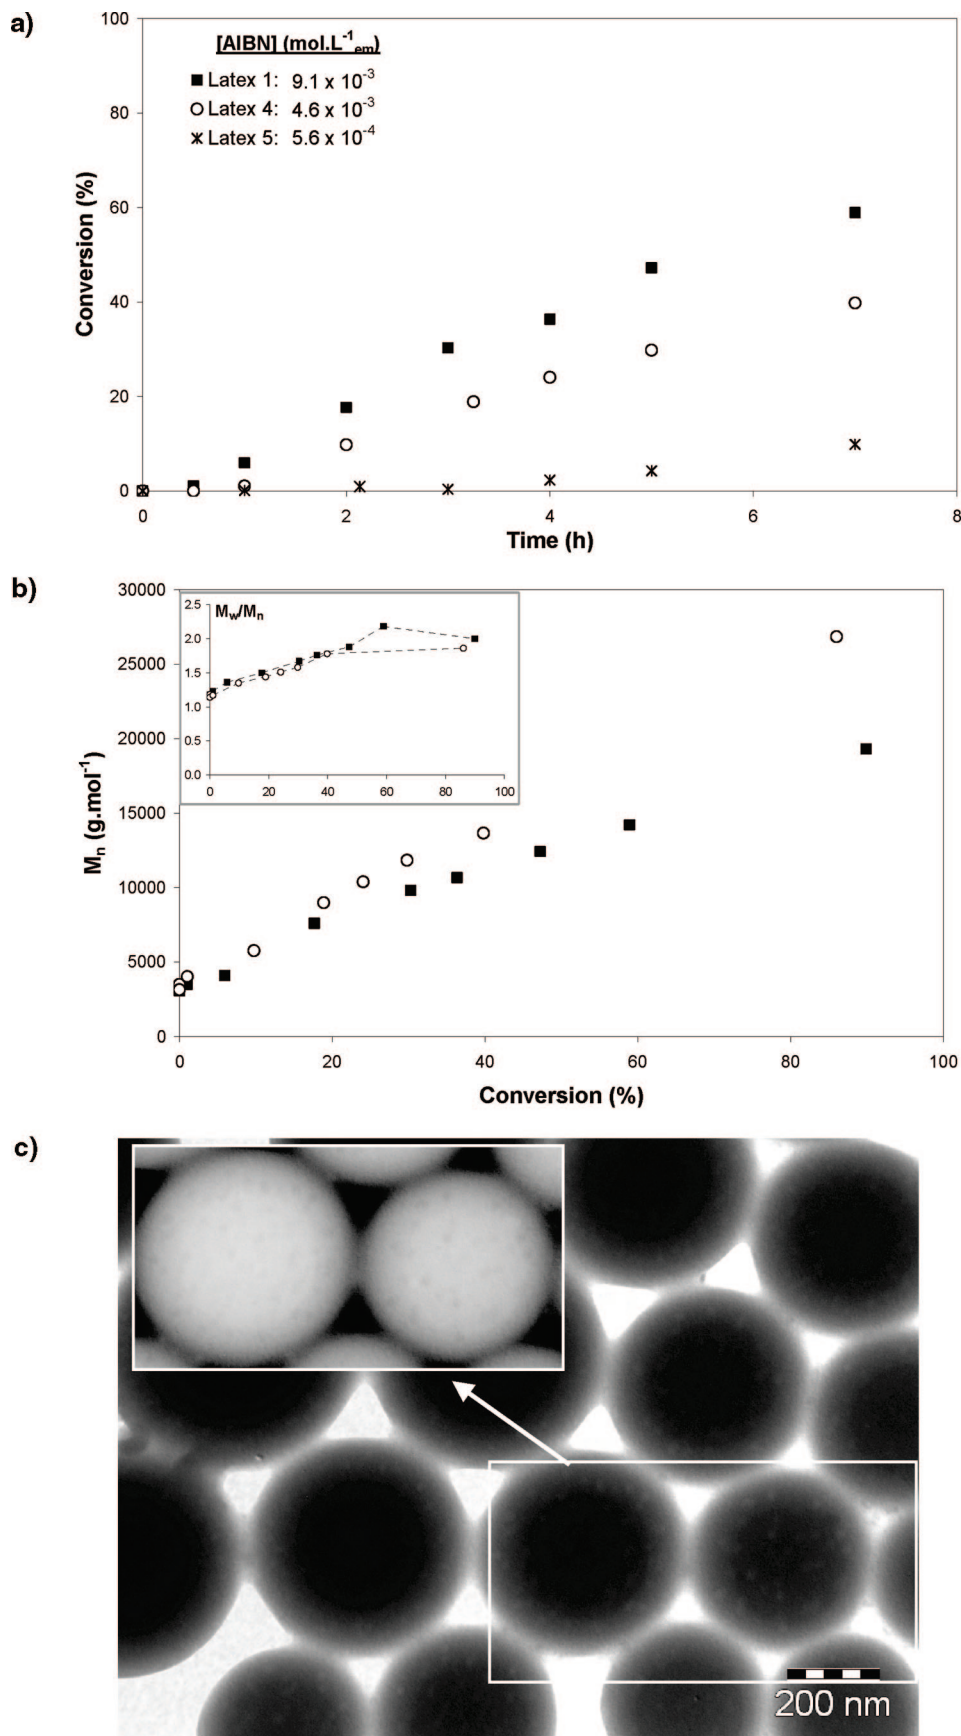 a)
100
80
60
40
20
0
[AIBN] (mol.L⁻¹em)
Latex 1: 9.1 x 10⁻³
Latex 4: 4.6 x 10⁻³
Latex 5: 5.6 x 10⁻⁴
Conversion (%)
0 2 4 6 8
Time (h)
b)
30000
25000
20000
15000
10000
5000
0
Mn (g.mol⁻¹)
Mw/Mn
2.5
2.0
1.5
1.0
0.5
0.0
0 20 40 60 80 100
0 20 40 60 80 100
Conversion (%)
c)
200 nm